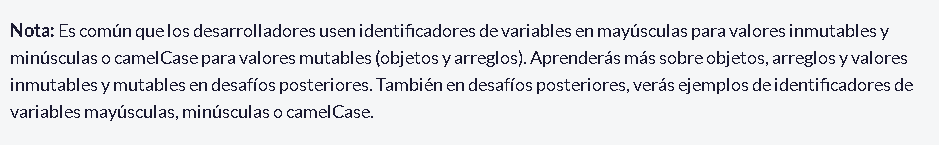 Nota: Es común que los desarrolladores usen identificadores de variables en mayúsculas para valores inmutables y
minúsculas o camelCase para valores mutables (objetos y arreglos). Aprenderás más sobre objetos, arreglos y valores
inmutables y mutables en desafíos posteriores. También en desafíos posteriores, verás ejemplos de identificadores de
variables mayúsculas, minúsculas o camelCase.